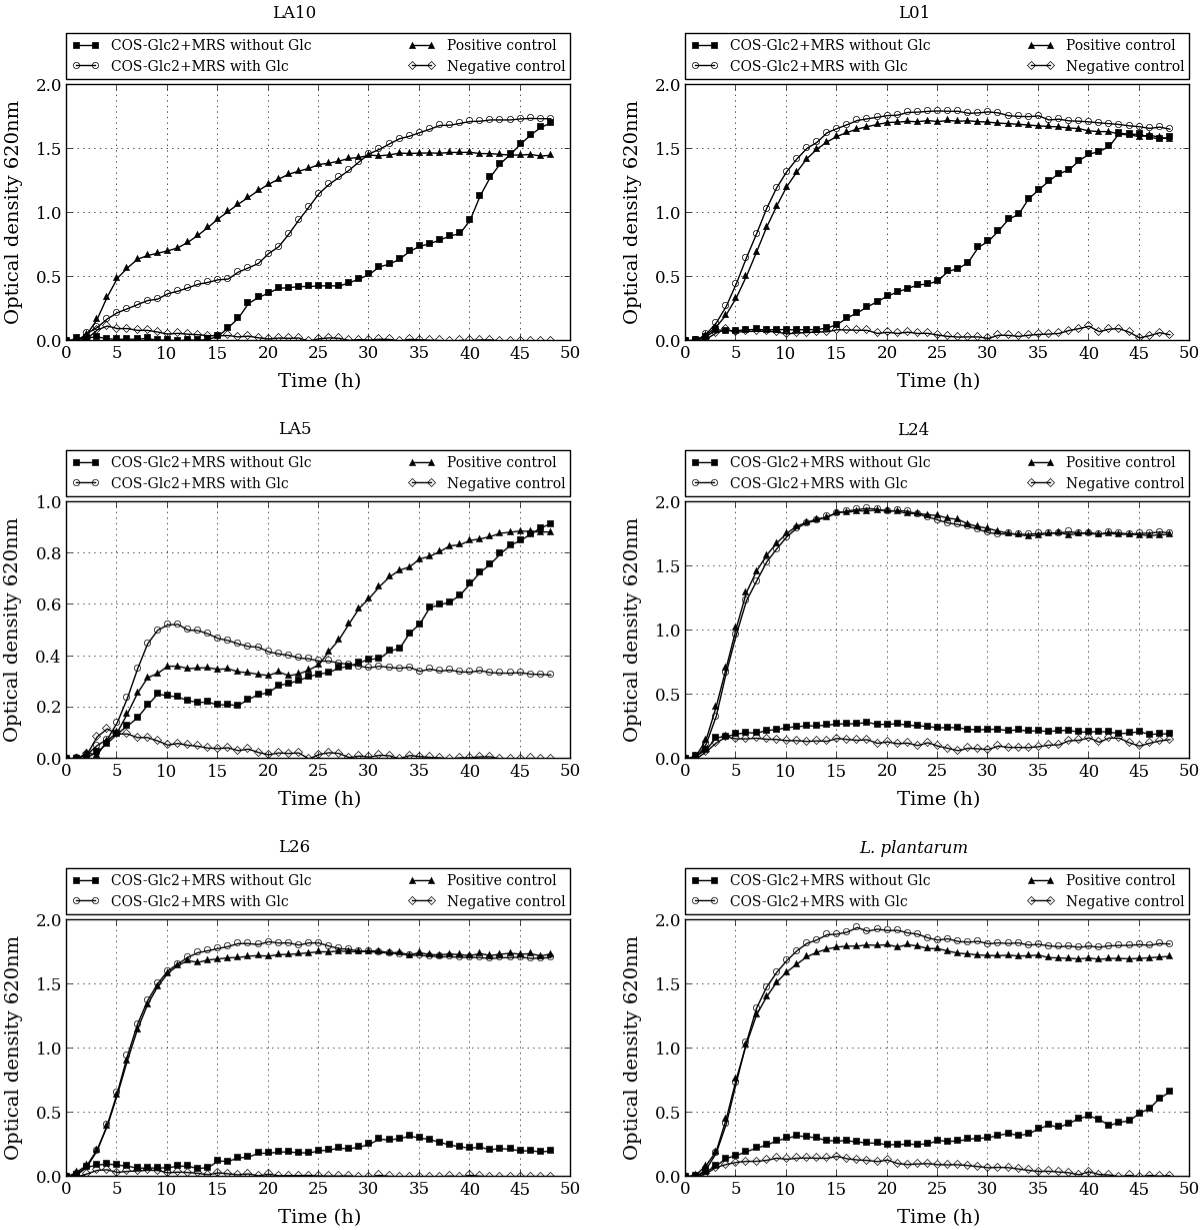 LA10
COS-Glc2+MRS without Glc Positive control
COS-Glc2+MRS with Glc Negative control
Optical density 620nm
2.0
1.5
1.0
0.5
0.0
0 5 10 15 20 25 30 35 40 45 50
Time (h)
L01
COS-Glc2+MRS without Glc Positive control
COS-Glc2+MRS with Glc Negative control
Optical density 620nm
2.0
1.5
1.0
0.5
0.0
0 5 10 15 20 25 30 35 40 45 50
Time (h)
LA5
COS-Glc2+MRS without Glc Positive control
COS-Glc2+MRS with Glc Negative control
Optical density 620nm
1.0
0.8
0.6
0.4
0.2
0.0
0 5 10 15 20 25 30 35 40 45 50
Time (h)
L24
COS-Glc2+MRS without Glc Positive control
COS-Glc2+MRS with Glc Negative control
Optical density 620nm
2.0
1.5
1.0
0.5
0.0
0 5 10 15 20 25 30 35 40 45 50
Time (h)
L26
COS-Glc2+MRS without Glc Positive control
COS-Glc2+MRS with Glc Negative control
Optical density 620nm
2.0
1.5
1.0
0.5
0.0
0 5 10 15 20 25 30 35 40 45 50
Time (h)
L. plantarum
COS-Glc2+MRS without Glc Positive control
COS-Glc2+MRS with Glc Negative control
Optical density 620nm
2.0
1.5
1.0
0.5
0.0
0 5 10 15 20 25 30 35 40 45 50
Time (h)